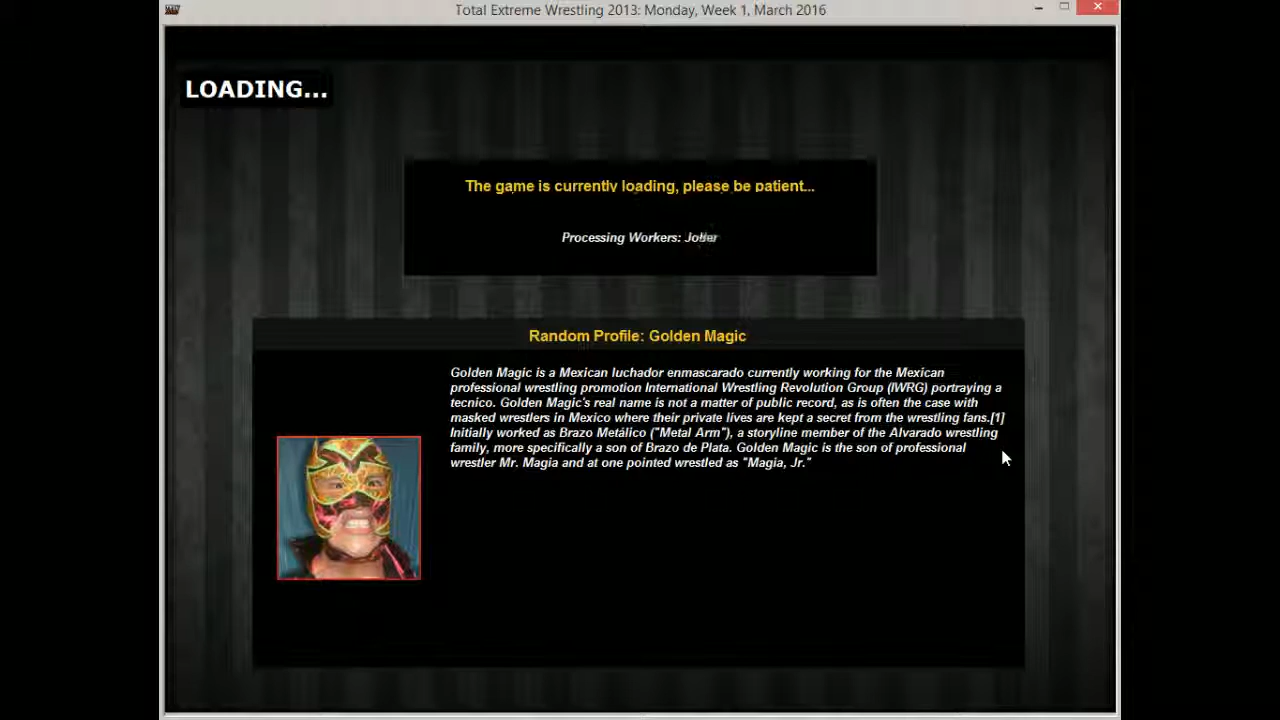 Total Extreme Wrestling 2013: Monday, Week 1, March 2016
LOADING...
The game is currently loading, please be patient...
Processing Workers:
Random Profile: Golden Magic
Golden Magic is a Mexican luchador enmascarado currently working for the Mexican
professional wrestling promotion International Wrestling Revolution Group (IWRG) portraying a
tecnico. Golden Magic's real name is not a matter of public record, as is often the case with
masked wrestlers in Mexico where their private lives are kept a secret from the wrestling fans.[1]
Initially worked as Brazo Metálico ("Metal Arm"), a storyline member of the Alvarado wrestling
family, more specifically a son of Brazo de Plata. Golden Magic is the son of professional
wrestler Mr. Magia and at one pointed wrestled as "Magia, Jr."